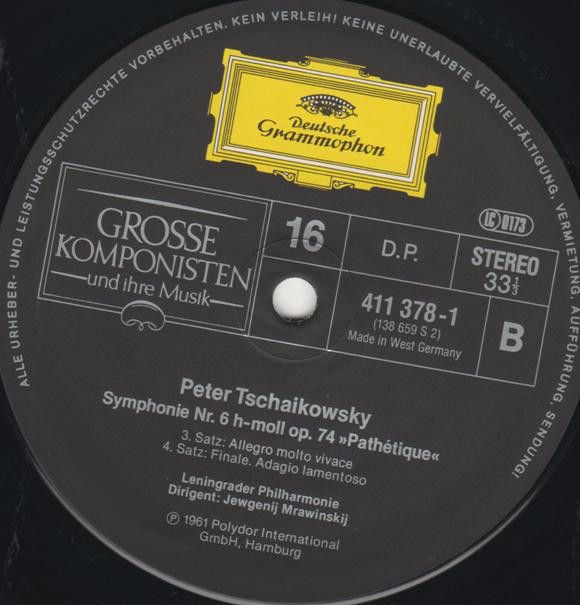 ALLE URHEBER- UND LEISTUNGSSCHUTZRECHTE VORBEHALTEN. KEIN VERLEIH! KEINE UNERLAUBTE VERVIELFÄLTIGUNG, VERMIETUNG, AUFFÜHRUNG, SENDUNG!
Deutsche
Grammophon
GROSSE
KOMPONISTEN
und ihre Musik
16
D.P.
LC 0173
STEREO
33⅓
411 378-1
(138 659 S 2)
Made in West Germany
B
Peter Tschaikowsky
Symphonie Nr. 6 h-moll op. 74 »Pathétique«
3. Satz: Allegro molto vivace
4. Satz: Finale. Adagio lamentoso
Leningrader Philharmonie
Dirigent: Jewgenij Mrawinskij
Ⓟ 1961 Polydor International
GmbH, Hamburg